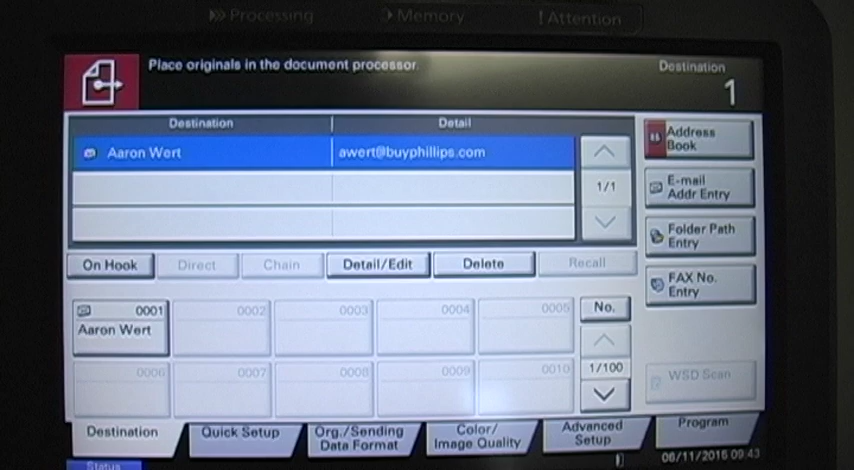 Processing Memory Attention
Place originals in the document processor.
Destination
1
Destination Detail
Aaron Wert awert@buyphillips.com
1/1
Address
Book
E-mail
Addr Entry
Folder Path
Entry
FAX No.
Entry
On Hook Direct Chain Detail/Edit Delete Recall
0001 0002 0003 0004 0005 No.
Aaron Wert
0006 0007 0008 0009 0010 1/100
WSD Scan
Destination Quick Setup Org./Sending
Data Format Color/
Image Quality Advanced
Setup Program
Status 06/11/2015 09:43